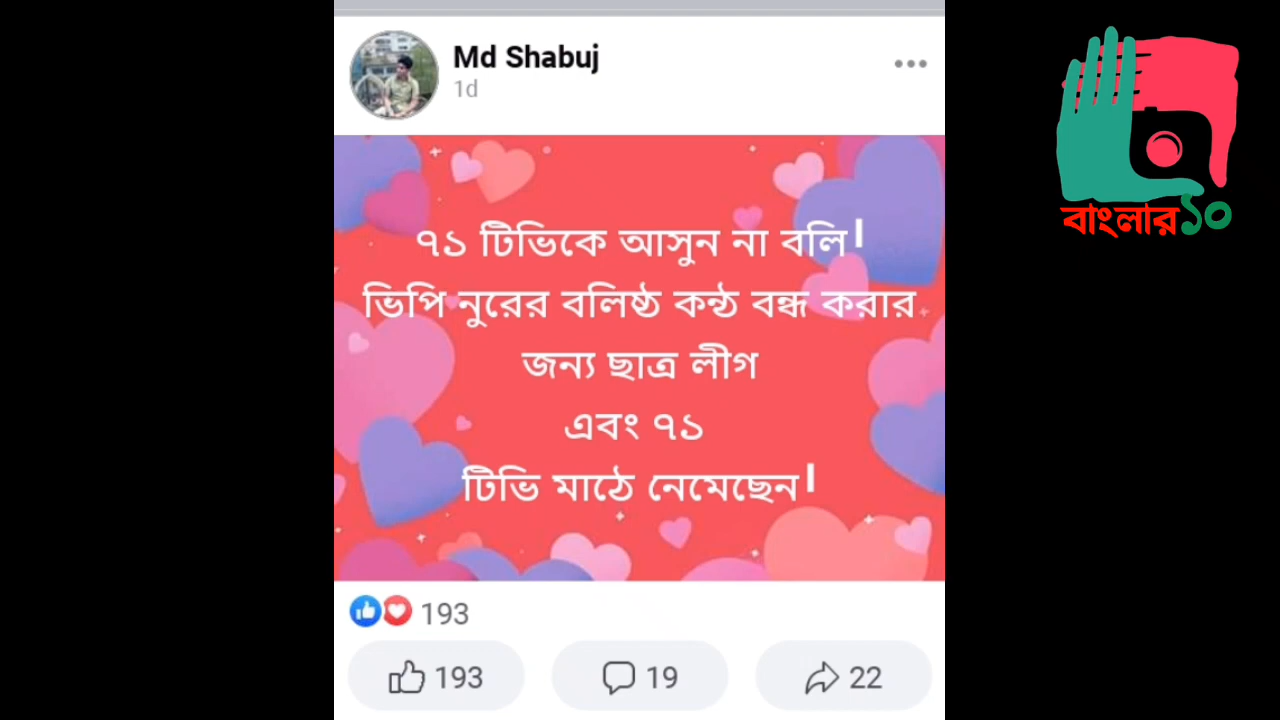 Md Shabuj
1d
৭১ টিভিকে আসুন না বলি।
ভিপি নুরের বলিষ্ঠ কন্ঠ বন্ধ করার
জন্য ছাত্র লীগ
এবং ৭১
টিভি মাঠে নেমেছেন।
193
193
19
22
বাংলার১০